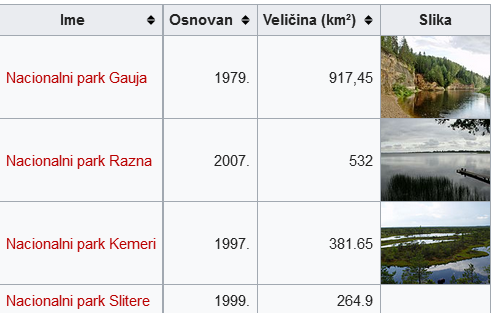 Ime Osnovan Veličina (km²) Slika
Nacionalni park Gauja 1979. 917,45
Nacionalni park Razna 2007. 532
Nacionalni park Kemeri 1997. 381.65
Nacionalni park Slitere 1999. 264.9